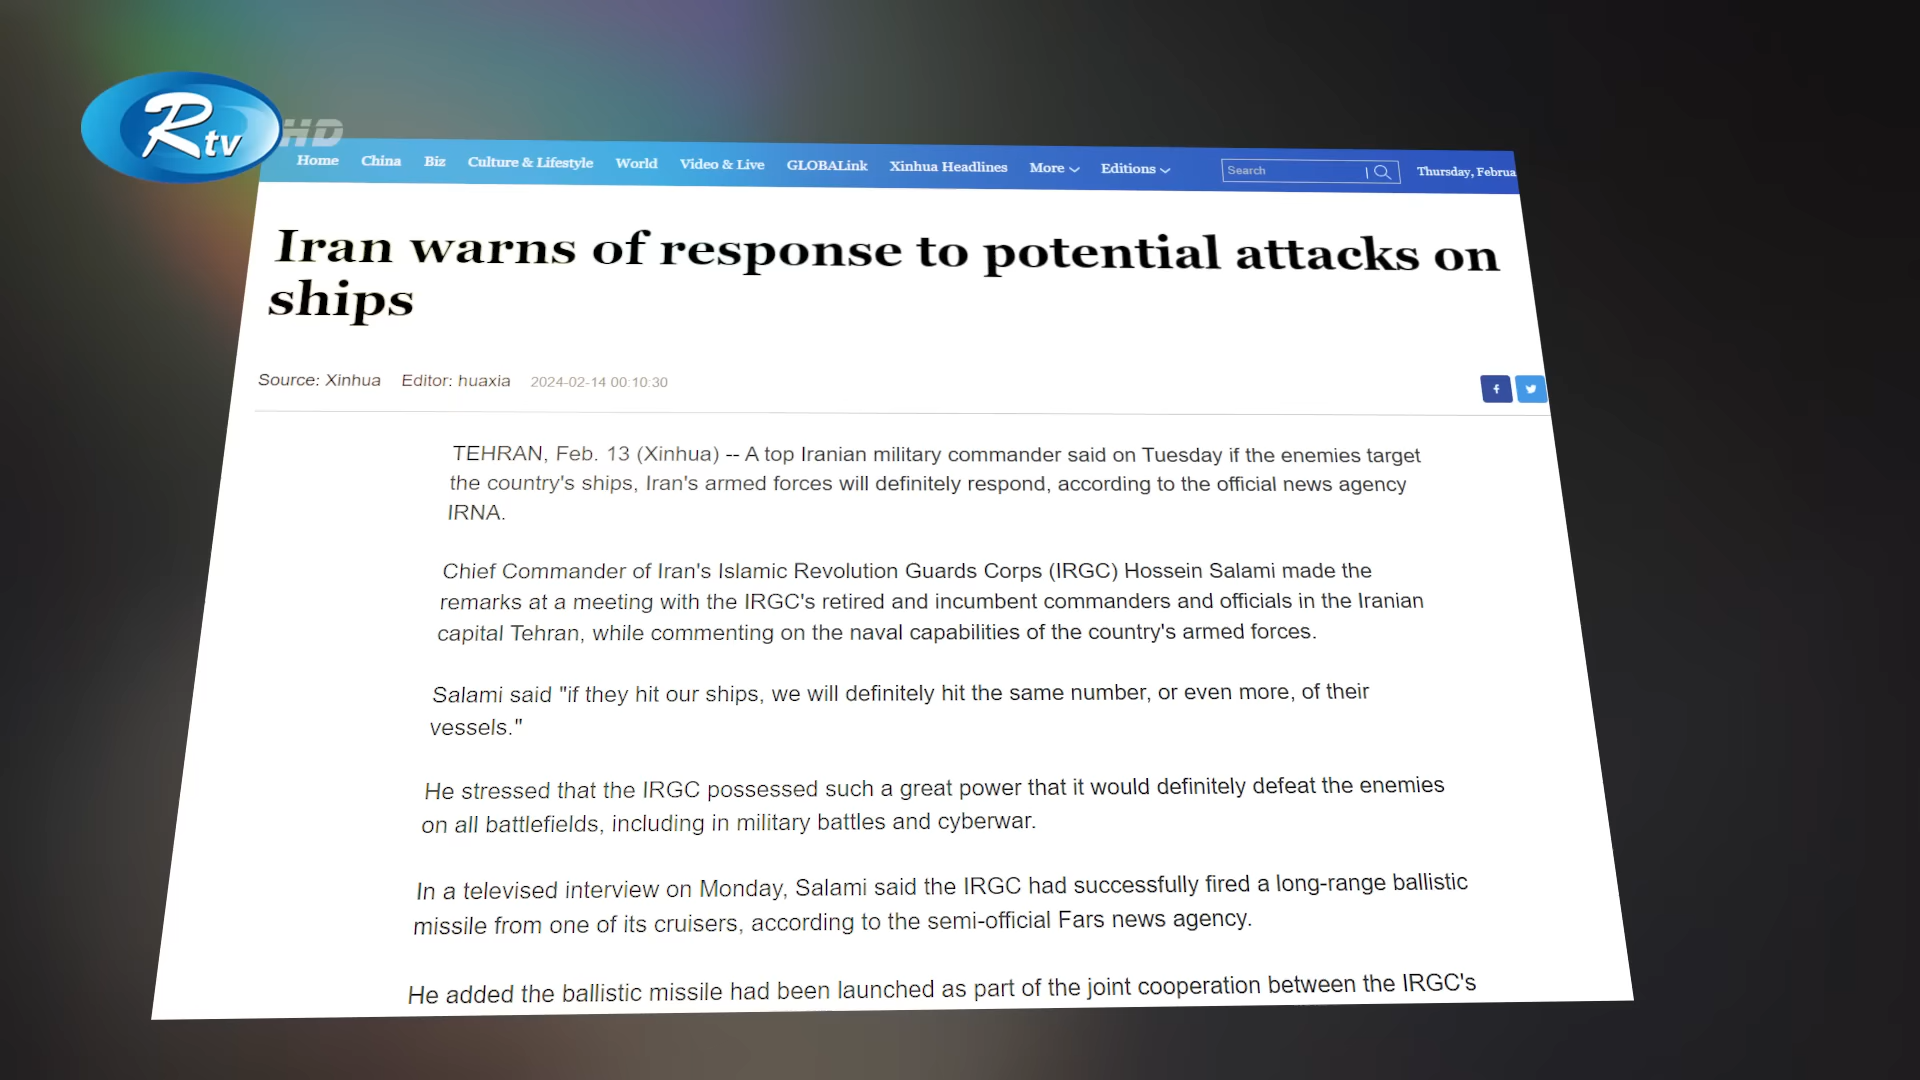 Rtv HD
Home China Biz Culture & Lifestyle World Video & Live GLOBALink Xinhua Headlines More Editions Search Thursday, Februa
Iran warns of response to potential attacks on
ships
Source: Xinhua Editor: huaxia 2024-02-14 00:10:30
TEHRAN, Feb. 13 (Xinhua) -- A top Iranian military commander said on Tuesday if the enemies target
the country's ships, Iran's armed forces will definitely respond, according to the official news agency
IRNA.
Chief Commander of Iran's Islamic Revolution Guards Corps (IRGC) Hossein Salami made the
remarks at a meeting with the IRGC's retired and incumbent commanders and officials in the Iranian
capital Tehran, while commenting on the naval capabilities of the country's armed forces.
Salami said "if they hit our ships, we will definitely hit the same number, or even more, of their
vessels."
He stressed that the IRGC possessed such a great power that it would definitely defeat the enemies
on all battlefields, including in military battles and cyberwar.
In a televised interview on Monday, Salami said the IRGC had successfully fired a long-range ballistic
missile from one of its cruisers, according to the semi-official Fars news agency.
He added the ballistic missile had been launched as part of the joint cooperation between the IRGC's